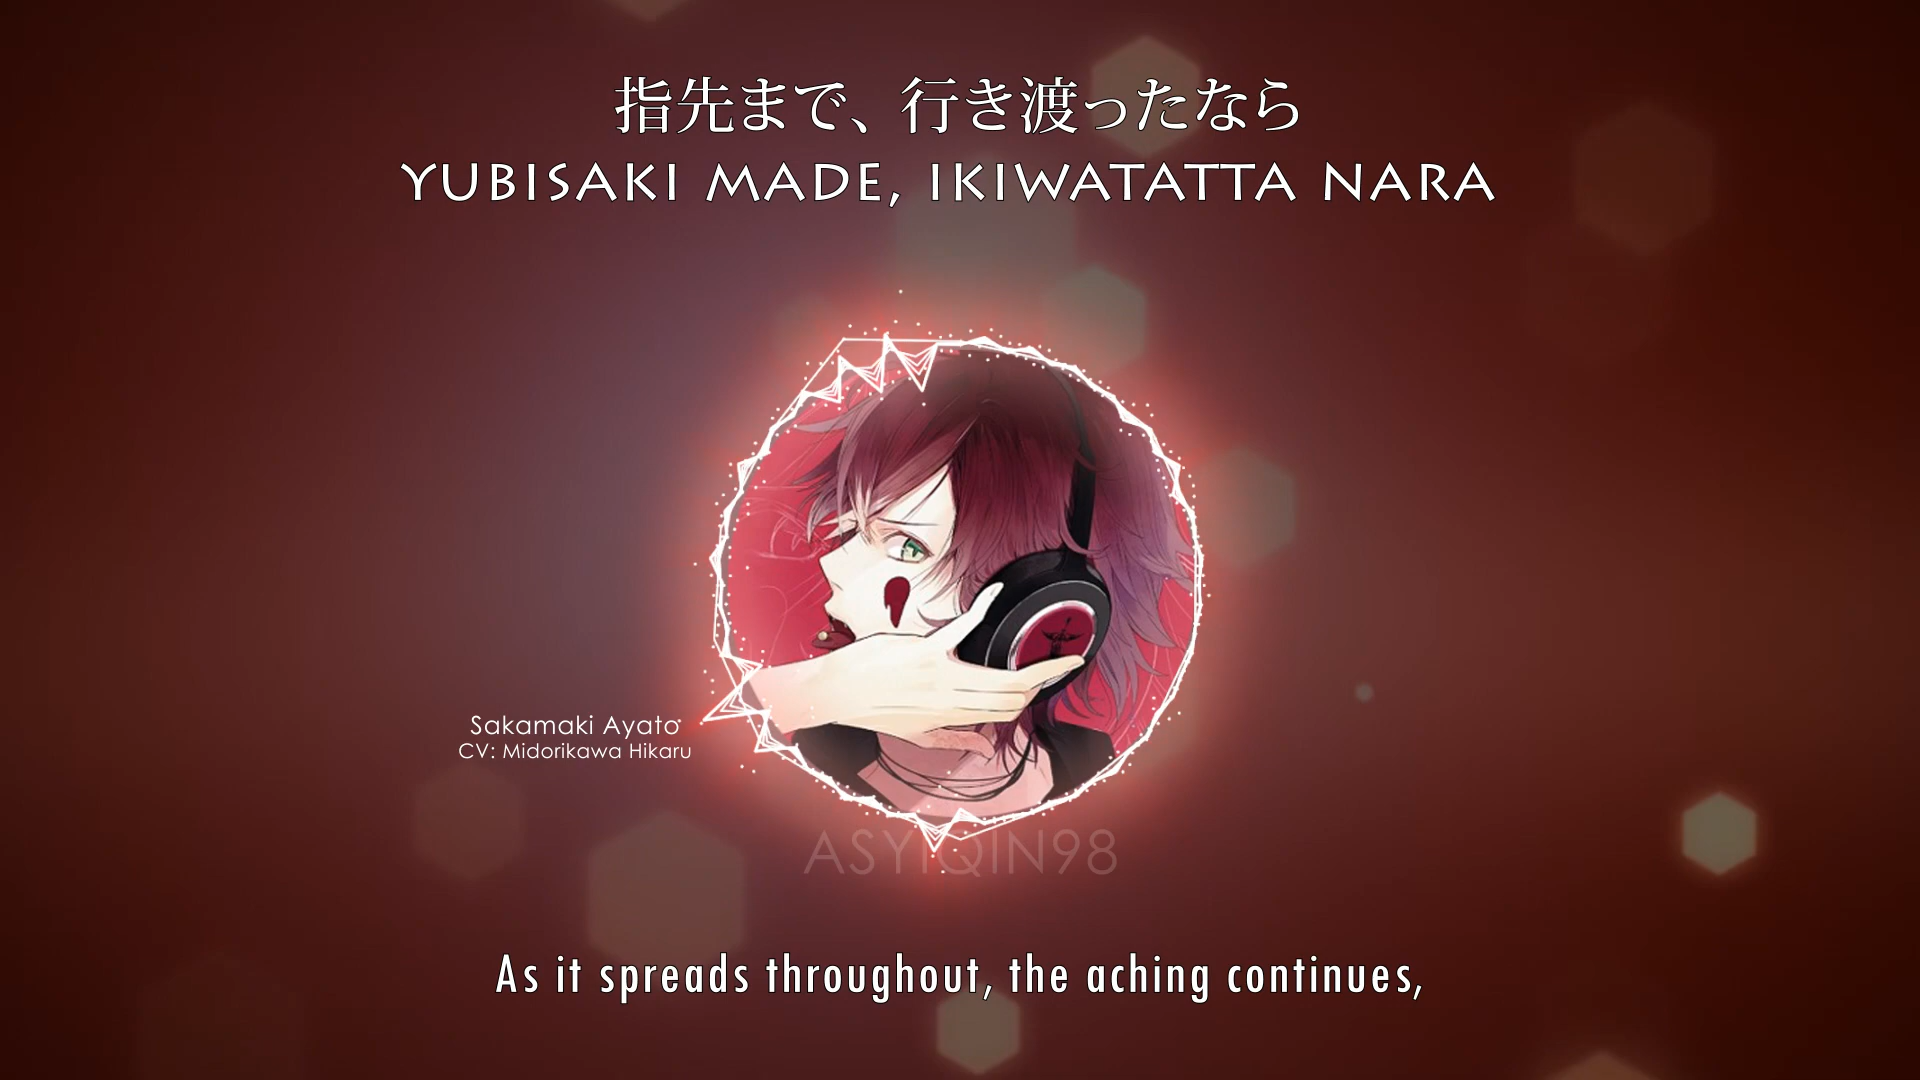 指先まで、行き渡ったなら
YUBISAKI MADE, IKIWATATTA NARA
Sakamaki Ayato
CV: Midorikawa Hikaru
ASYIQIN98
As it spreads throughout, the aching continues,